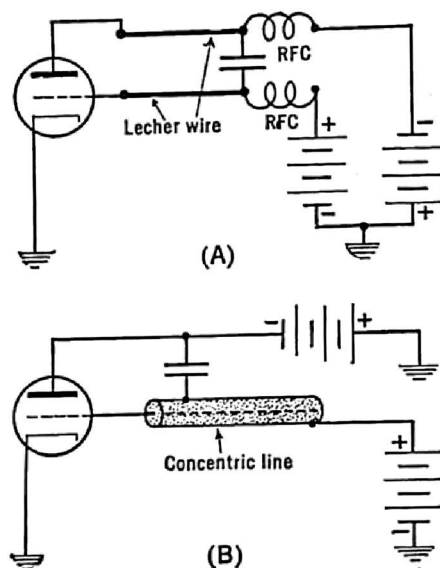 RFC
Lecher wire
RFC
+
-
-
+
(A)
- +
Concentric line
+
-
(B)